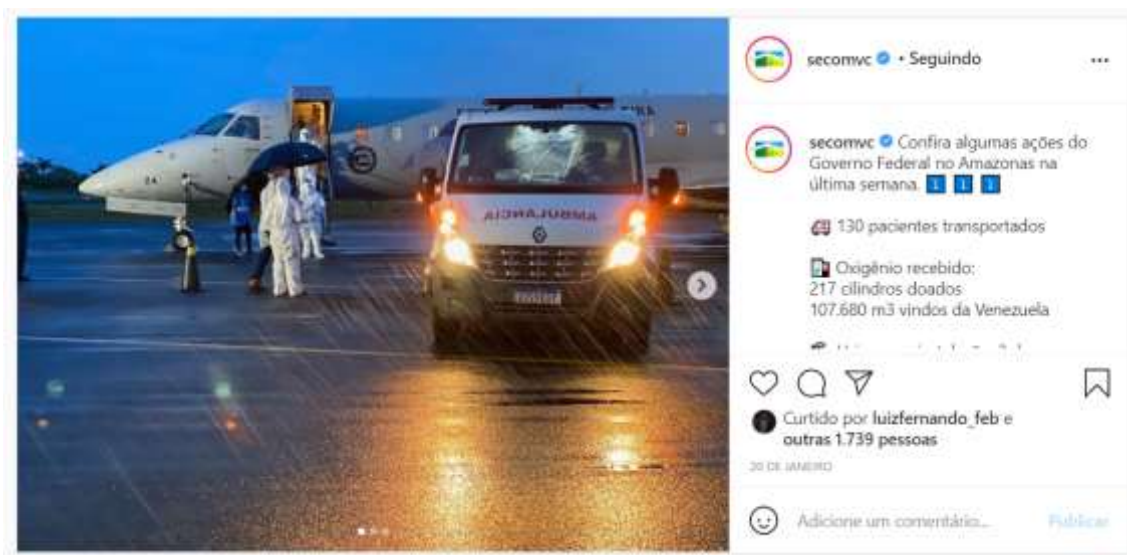 secomvc • Seguindo
secomvc Confira algumas ações do
Governo Federal no Amazonas na
última semana.
130 pacientes transportados
Oxigênio recebido:
217 cilindros doados
107.680 m3 vindos da Venezuela
AMBULANCIA
Curtido por luizfernando_feb e
outras 1.739 pessoas
20 DE JANEIRO
Adicione um comentário...
Publicar